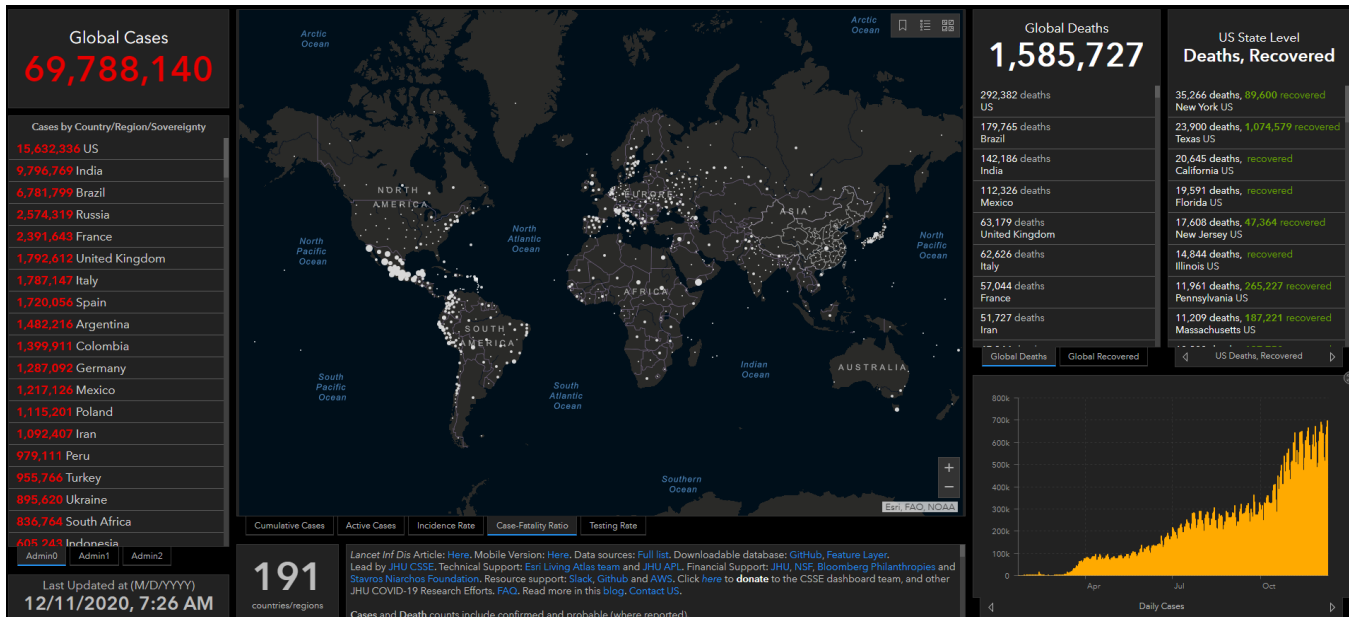 Global Cases
69,788,140
Cases by Country/Region/Sovereignty
15,632,336 US
9,796,769 India
6,781,799 Brazil
2,574,319 Russia
2,391,643 France
1,792,612 United Kingdom
1,787,147 Italy
1,720,056 Spain
1,482,216 Argentina
1,399,911 Colombia
1,287,092 Germany
1,217,126 Mexico
1,115,201 Poland
1,092,407 Iran
979,111 Peru
955,766 Turkey
895,620 Ukraine
836,764 South Africa
605,243 Indonesia
Admin0 Admin1 Admin2
Last Updated at (M/D/YYYY)
12/11/2020, 7:26 AM
Arctic
Ocean
Arctic
Ocean
NORTH
AMERICA
EUROPE
ASIA
North
Pacific
Ocean
North
Atlantic
Ocean
North
Pacific
Ocean
AFRICA
SOUTH
AMERICA
Indian
Ocean
AUSTRALIA
South
Pacific
Ocean
South
Atlantic
Ocean
Southern
Ocean
+
−
Esri, FAO, NOAA
Cumulative Cases Active Cases Incidence Rate Case-Fatality Ratio Testing Rate
191
countries/regions
Lancet Inf Dis Article: Here. Mobile Version: Here. Data sources: Full list. Downloadable database: GitHub, Feature Layer.
Lead by JHU CSSE. Technical Support: Esri Living Atlas team and JHU APL. Financial Support: JHU, NSF, Bloomberg Philanthropies and
Stavros Niarchos Foundation. Resource support: Slack, Github and AWS. Click here to donate to the CSSE dashboard team, and other
JHU COVID-19 Research Efforts. FAQ. Read more in this blog. Contact US.
Cases and Death counts include confirmed and probable (where reported)
Global Deaths
1,585,727
292,382 deaths
US
179,765 deaths
Brazil
142,186 deaths
India
112,326 deaths
Mexico
63,179 deaths
United Kingdom
62,626 deaths
Italy
57,044 deaths
France
51,727 deaths
Iran
Global Deaths Global Recovered
US State Level
Deaths, Recovered
35,266 deaths, 89,600 recovered
New York US
23,900 deaths, 1,074,579 recovered
Texas US
20,645 deaths, recovered
California US
19,591 deaths, recovered
Florida US
17,608 deaths, 47,364 recovered
New Jersey US
14,844 deaths, recovered
Illinois US
11,961 deaths, 265,227 recovered
Pennsylvania US
11,209 deaths, 187,221 recovered
Massachusetts US
US Deaths, Recovered
800k
700k
600k
500k
400k
300k
200k
100k
0
Apr Jul Oct
Daily Cases